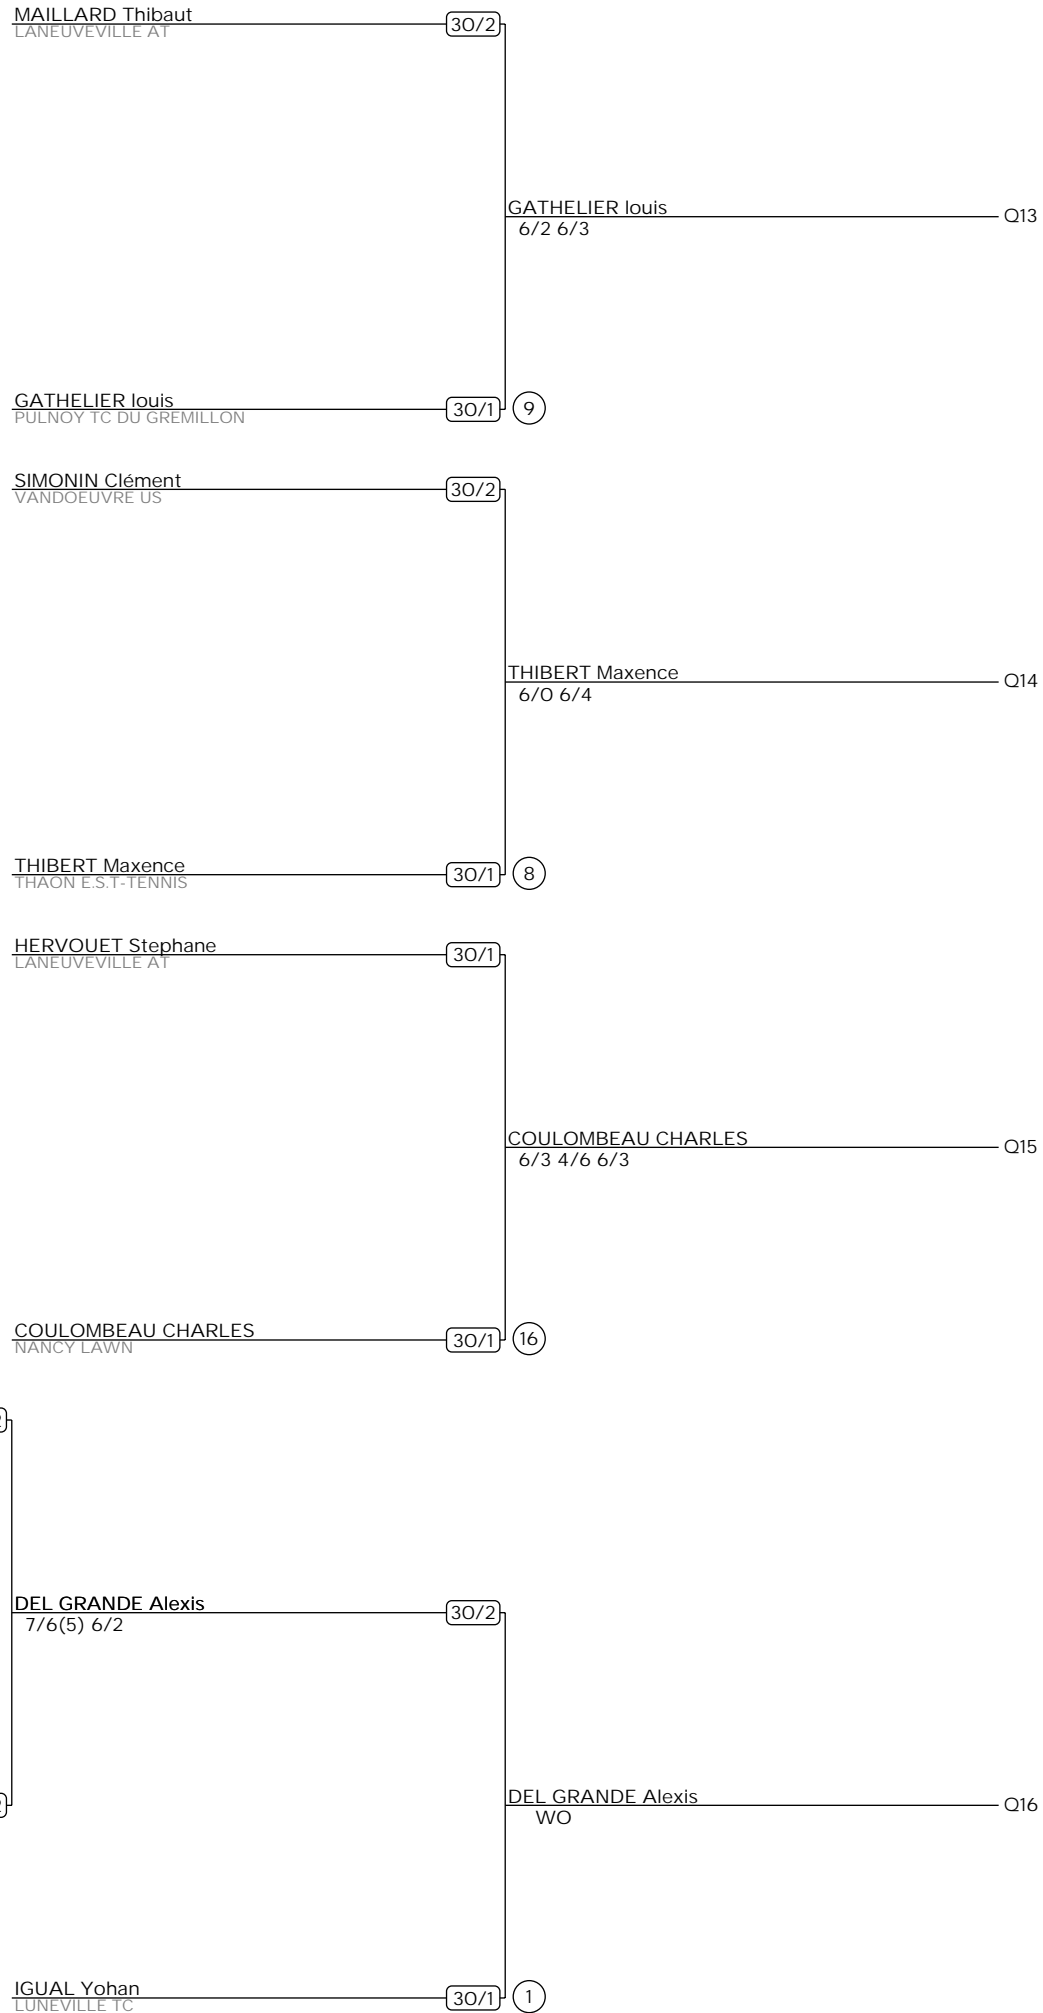 MAILLARD Thibaut
LANEUVEVILLE AT
30/2
GATHELIER louis
6/2 6/3
Q13
GATHELIER louis
PULNOY TC DU GREMILLON
30/1
9
SIMONIN Clément
VANDOEUVRE US
30/2
THIBERT Maxence
6/0 6/4
Q14
THIBERT Maxence
THAON E.S.T-TENNIS
30/1
8
HERVOUET Stephane
LANEUVEVILLE AT
30/1
COULOMBEAU CHARLES
6/3 4/6 6/3
Q15
COULOMBEAU CHARLES
NANCY LAWN
30/1
16
DEL GRANDE Alexis
7/6(5) 6/2
30/2
DEL GRANDE Alexis
WO
Q16
IGUAL Yohan
LUNEVILLE TC
30/1
1